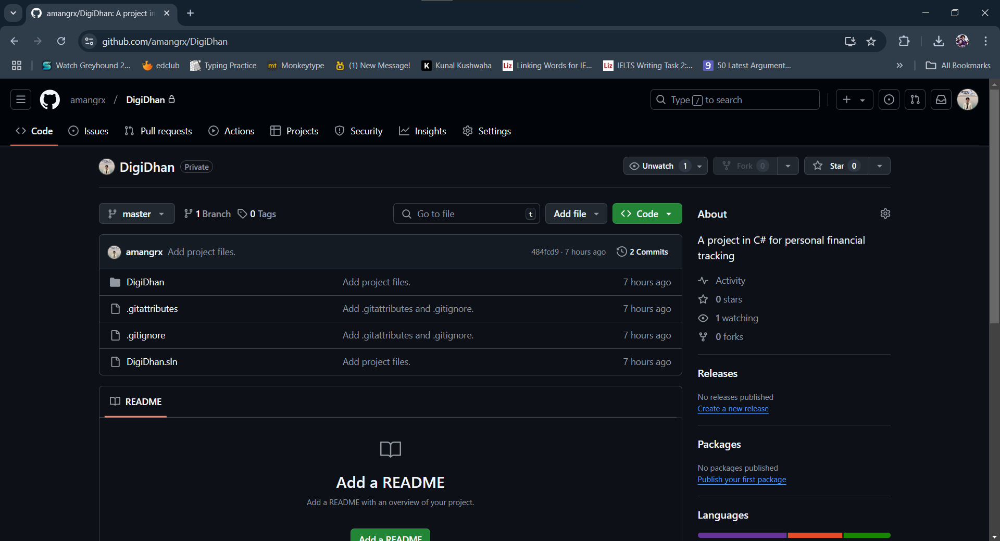 amangrx/DigiDhan: A project in
github.com/amangrx/DigiDhan
Watch Greyhound 2...
edclub
Typing Practice
mt Monkeytype
(1) New Message!
K Kunal Kushwaha
Liz Linking Words for IE...
Liz IELTS Writing Task 2:...
9 50 Latest Argument...
All Bookmarks
amangrx / DigiDhan
Type / to search
Code
Issues
Pull requests
Actions
Projects
Security
Insights
Settings
DigiDhan Private
Unwatch 1
Fork 0
Star 0
master
1 Branch
0 Tags
Go to file t
Add file
Code
amangrx Add project files.
484fcd9 · 7 hours ago
2 Commits
DigiDhan Add project files. 7 hours ago
.gitattributes Add .gitattributes and .gitignore. 7 hours ago
.gitignore Add .gitattributes and .gitignore. 7 hours ago
DigiDhan.sln Add project files. 7 hours ago
README
Add a README
Add a README with an overview of your project.
Add a README
About
A project in C# for personal financial
tracking
Activity
0 stars
1 watching
0 forks
Releases
No releases published
Create a new release
Packages
No packages published
Publish your first package
Languages